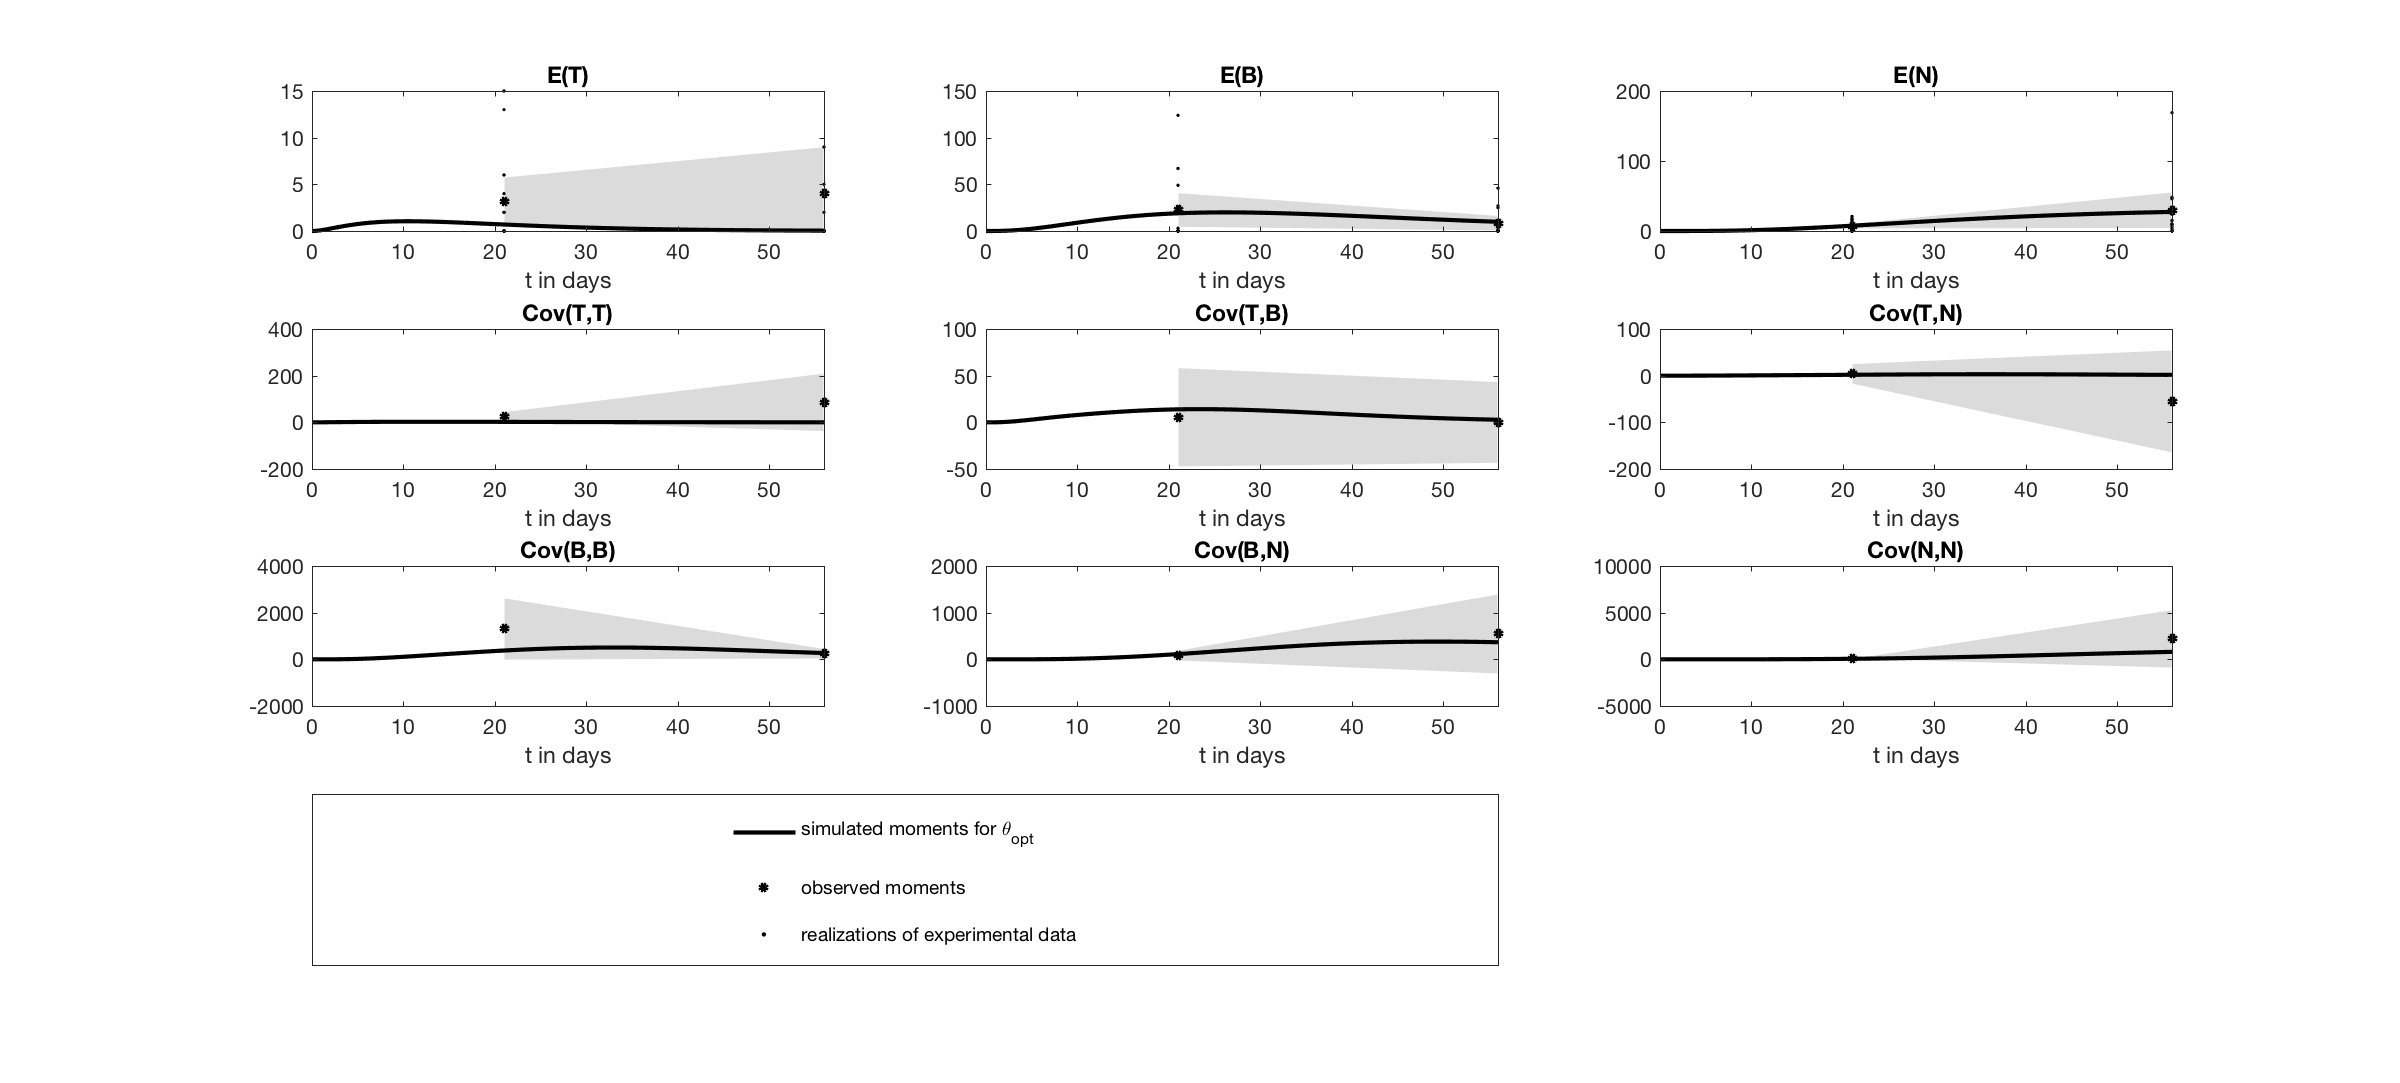 E(T) E(B) E(N)
15 150 200
10 100
5 50 100
0 0 0
0 10 20 30 40 50 0 10 20 30 40 50 0 10 20 30 40 50
t in days t in days t in days
Cov(T,T) Cov(T,B) Cov(T,N)
400 100 100
200 50 0
0 0 -100
-200 -50 -200
0 10 20 30 40 50 0 10 20 30 40 50 0 10 20 30 40 50
t in days t in days t in days
Cov(B,B) Cov(B,N) Cov(N,N)
4000 2000 10000
2000 1000 5000
0 0 0
-2000 -1000 -5000
0 10 20 30 40 50 0 10 20 30 40 50 0 10 20 30 40 50
t in days t in days t in days
simulated moments for θopt
observed moments
realizations of experimental data